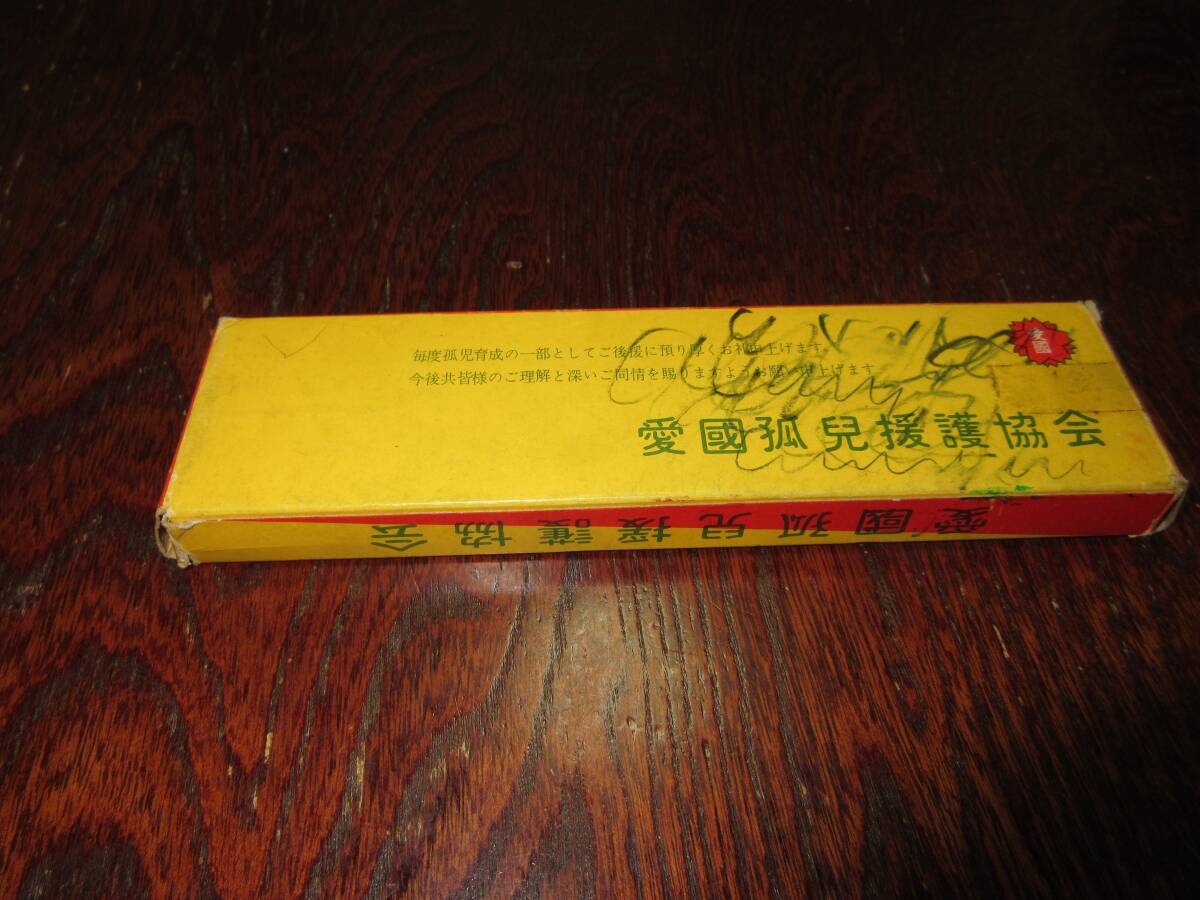 愛國
毎度孤児育成の一部としてご後援に預り厚くお礼申上げます
今後共皆様のご理解と深いご同情を賜りますようお願い申上げます
愛國孤兒援護協会
愛國孤兒援護協会